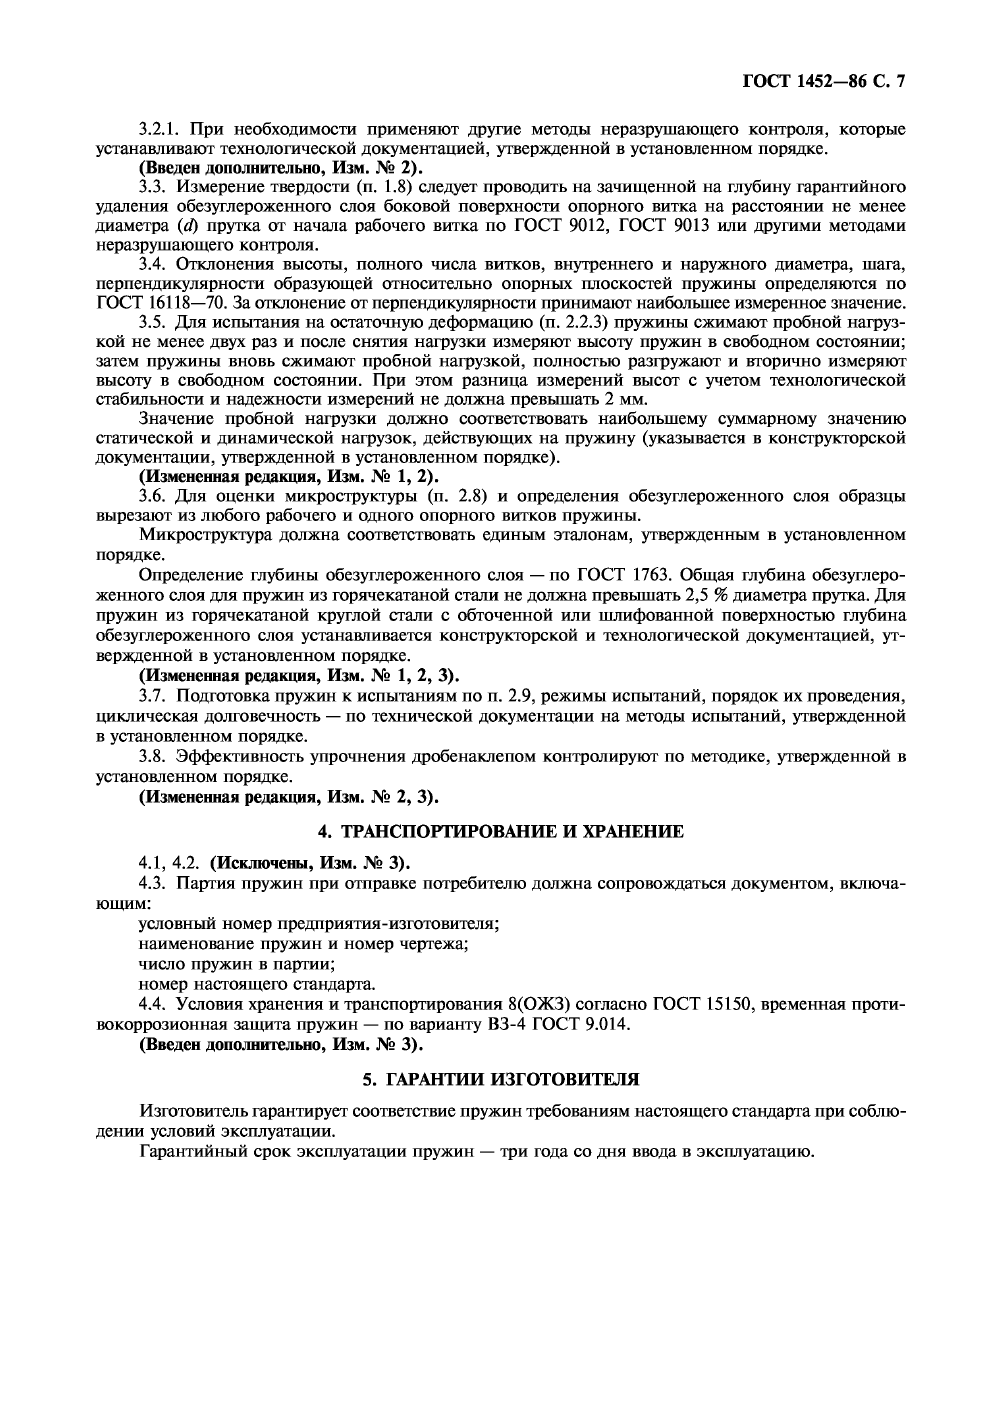 ГОСТ 1452—86 С. 7
3.2.1. При необходимости применяют другие методы неразрушающего контроля, которые
устанавливают технологической документацией, утвержденной в установленном порядке.
(Введен дополнительно, Изм. № 2).
3.3. Измерение твердости (п. 1.8) следует проводить на зачищенной на глубину гарантийного
удаления обезуглероженного слоя боковой поверхности опорного витка на расстоянии не менее
диаметра (d) прутка от начала рабочего витка по ГОСТ 9012, ГОСТ 9013 или другими методами
неразрушающего контроля.
3.4. Отклонения высоты, полного числа витков, внутреннего и наружного диаметра, шага,
перпендикулярности образующей относительно опорных плоскостей пружины определяются по
ГОСТ 16118—70. За отклонение от перпендикулярности принимают наибольшее измеренное значение.
3.5. Для испытания на остаточную деформацию (п. 2.2.3) пружины сжимают пробной нагруз-
кой не менее двух раз и после снятия нагрузки измеряют высоту пружин в свободном состоянии;
затем пружины вновь сжимают пробной нагрузкой, полностью разгружают и вторично измеряют
высоту в свободном состоянии. При этом разница измерений высот с учетом технологической
стабильности и надежности измерений не должна превышать 2 мм.
Значение пробной нагрузки должно соответствовать наибольшему суммарному значению
статической и динамической нагрузок, действующих на пружину (указывается в конструкторской
документации, утвержденной в установленном порядке).
(Измененная редакция, Изм. № 1, 2).
3.6. Для оценки микроструктуры (п. 2.8) и определения обезуглероженного слоя образцы
вырезают из любого рабочего и одного опорного витков пружины.
Микроструктура должна соответствовать единым эталонам, утвержденным в установленном
порядке.
Определение глубины обезуглероженного слоя — по ГОСТ 1763. Общая глубина обезуглеро-
женного слоя для пружин из горячекатаной стали не должна превышать 2,5 % диаметра прутка. Для
пружин из горячекатаной круглой стали с обточенной или шлифованной поверхностью глубина
обезуглероженного слоя устанавливается конструкторской и технологической документацией, ут-
вержденной в установленном порядке.
(Измененная редакция, Изм. № 1, 2, 3).
3.7. Подготовка пружин к испытаниям по п. 2.9, режимы испытаний, порядок их проведения,
циклическая долговечность — по технической документации на методы испытаний, утвержденной
в установленном порядке.
3.8. Эффективность упрочнения дробенаклепом контролируют по методике, утвержденной в
установленном порядке.
(Измененная редакция, Изм. № 2, 3).
4. ТРАНСПОРТИРОВАНИЕ И ХРАНЕНИЕ
4.1, 4.2. (Исключены, Изм. № 3).
4.3. Партия пружин при отправке потребителю должна сопровождаться документом, включа-
ющим:
условный номер предприятия-изготовителя;
наименование пружин и номер чертежа;
число пружин в партии;
номер настоящего стандарта.
4.4. Условия хранения и транспортирования 8(ОЖЗ) согласно ГОСТ 15150, временная проти-
вокоррозионная защита пружин — по варианту ВЗ-4 ГОСТ 9.014.
(Введен дополнительно, Изм. № 3).
5. ГАРАНТИИ ИЗГОТОВИТЕЛЯ
Изготовитель гарантирует соответствие пружин требованиям настоящего стандарта при соблю-
дении условий эксплуатации.
Гарантийный срок эксплуатации пружин — три года со дня ввода в эксплуатацию.